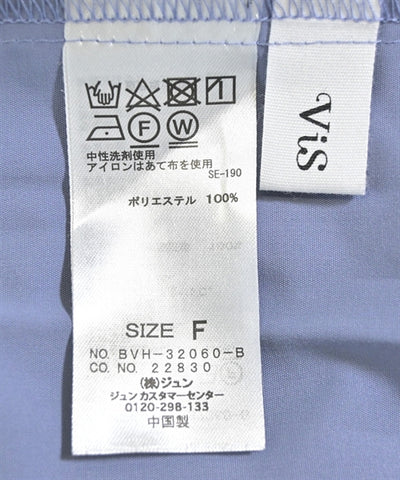 中性洗剤使用
アイロンはあて布を使用
SE-190
ポリエステル 100%
SIZE F
NO. BVH-32060-B
CO. NO. 22830
(株)ジュン
ジュン カスタマーセンター
0120-298-133
中国製
ViS
F
W